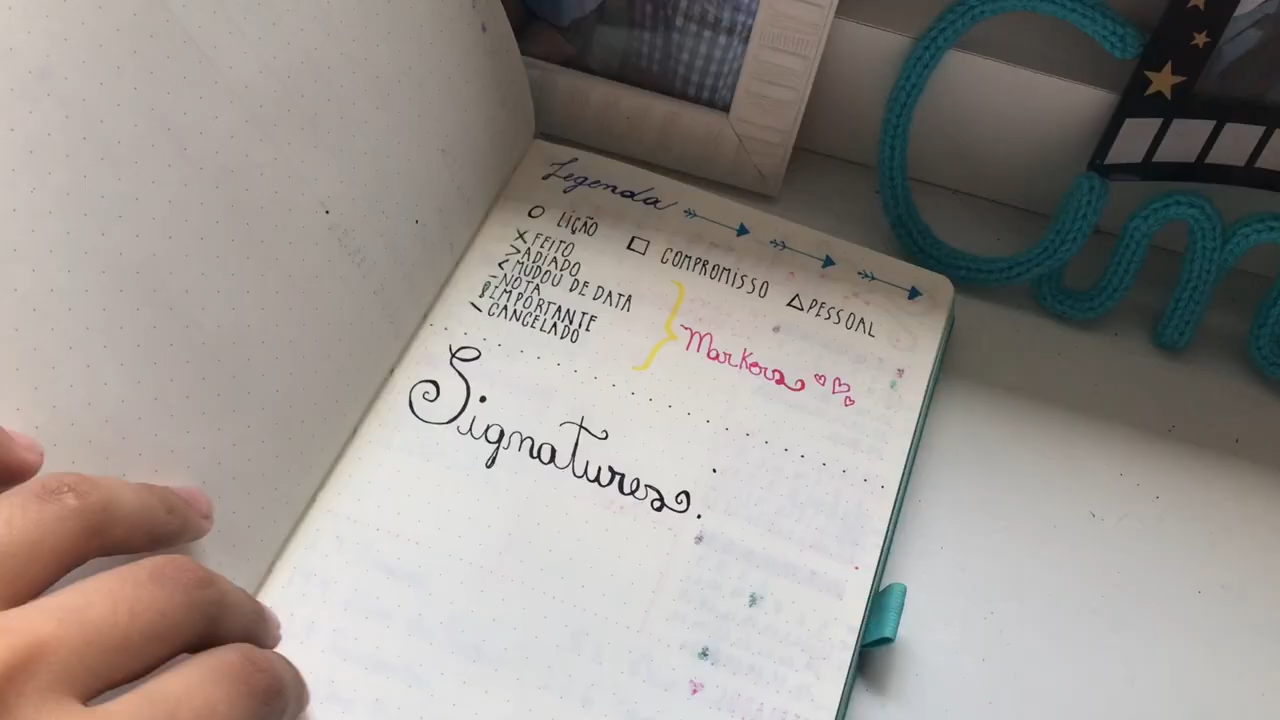 Legenda
○ LIÇÃO □ COMPROMISSO △ PESSOAL
× FEITO
> ADIADO
< MUDOU DE DATA
- NOTA
! IMPORTANTE
\ CANCELADO
Markers
Signatures.